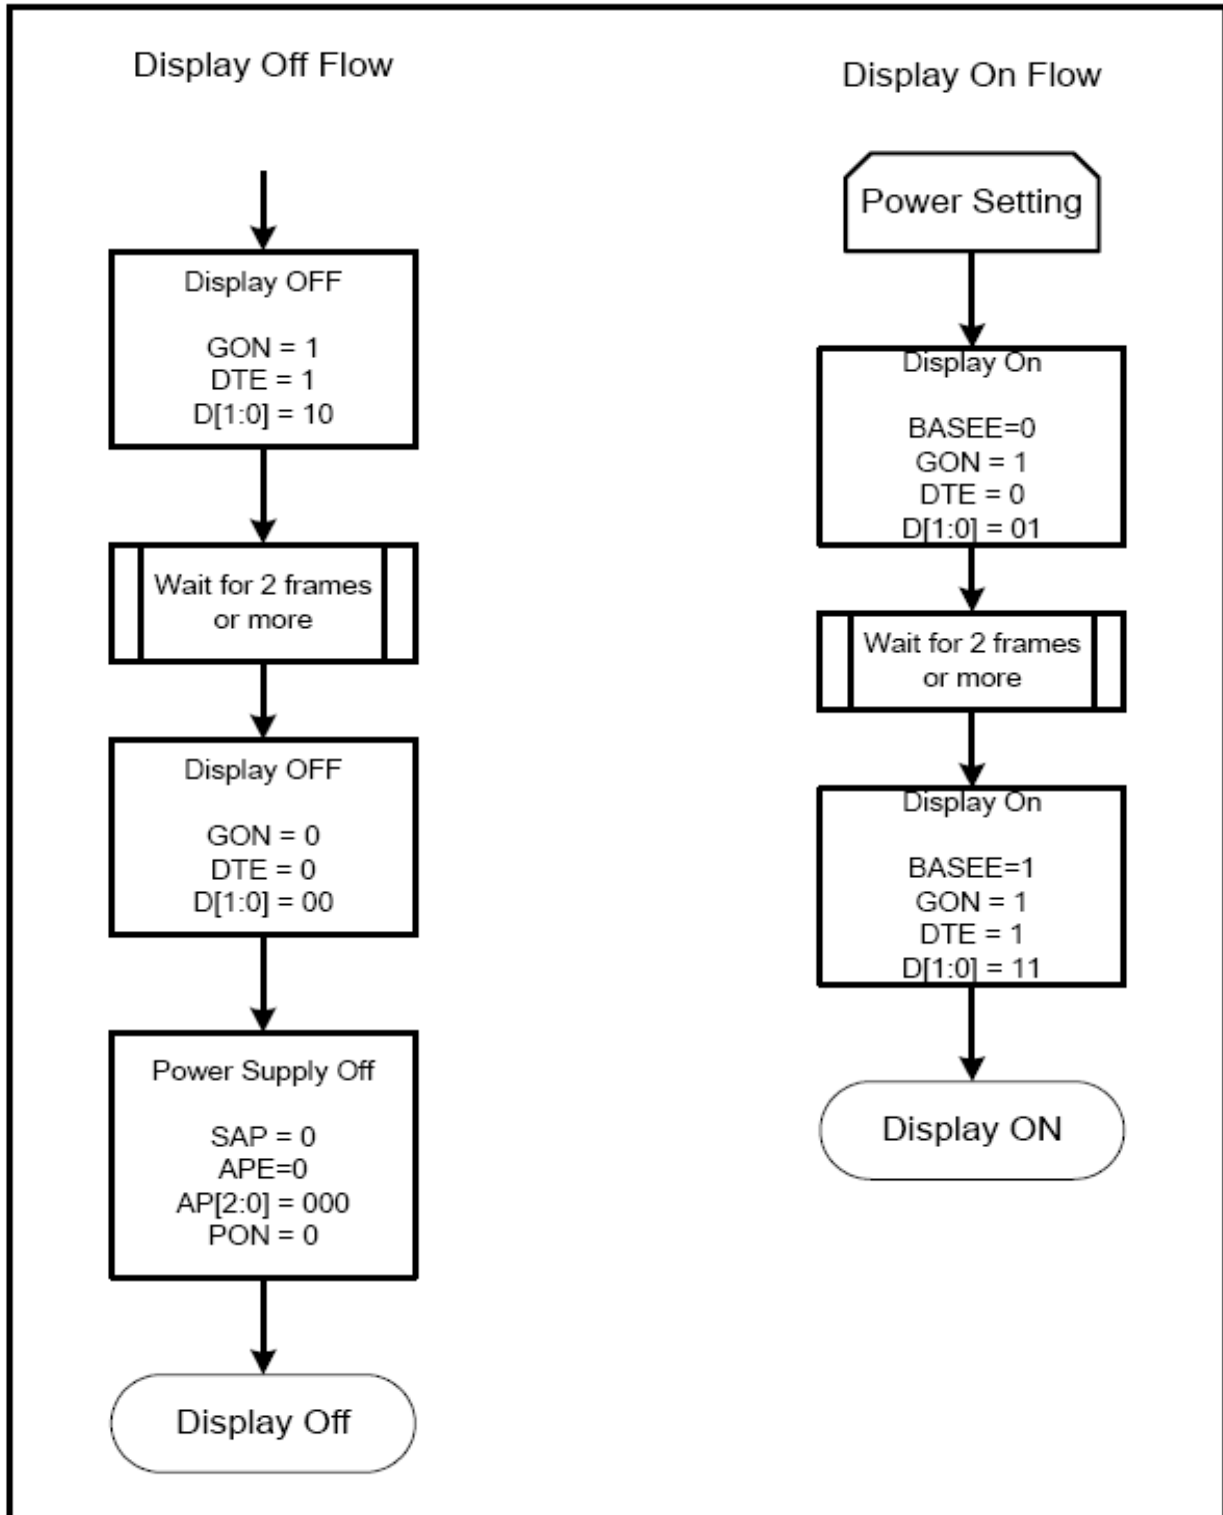 Display Off Flow
Display OFF
GON = 1
DTE = 1
D[1:0] = 10
Wait for 2 frames
or more
Display OFF
GON = 0
DTE = 0
D[1:0] = 00
Power Supply Off
SAP = 0
APE=0
AP[2:0] = 000
PON = 0
Display Off
Display On Flow
Power Setting
Display On
BASEE=0
GON = 1
DTE = 0
D[1:0] = 01
Wait for 2 frames
or more
Display On
BASEE=1
GON = 1
DTE = 1
D[1:0] = 11
Display ON